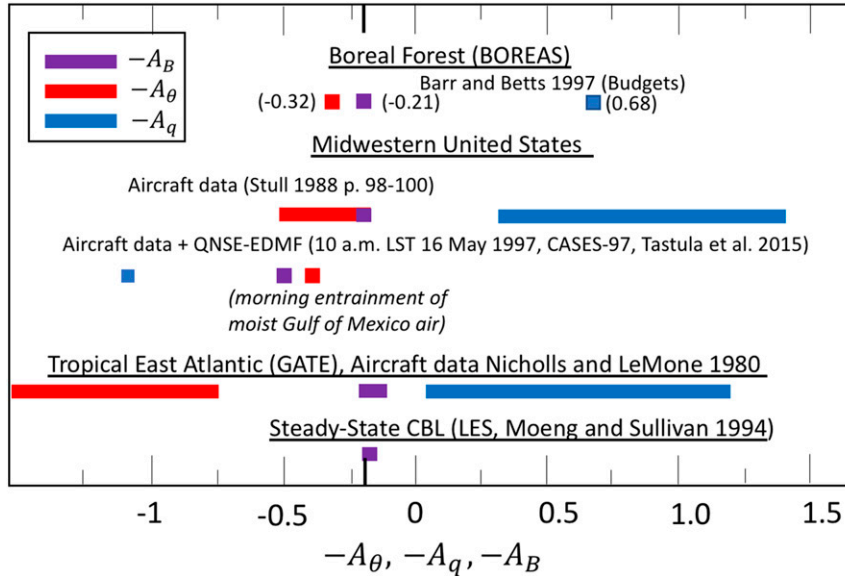 −A_B
−A_θ
−A_q
Boreal Forest (BOREAS)
Barr and Betts 1997 (Budgets)
(-0.32)
(-0.21)
(0.68)
Midwestern United States
Aircraft data (Stull 1988 p. 98-100)
Aircraft data + QNSE-EDMF (10 a.m. LST 16 May 1997, CASES-97, Tastula et al. 2015)
(morning entrainment of
moist Gulf of Mexico air)
Tropical East Atlantic (GATE), Aircraft data Nicholls and LeMone 1980
Steady-State CBL (LES, Moeng and Sullivan 1994)
-1 -0.5 0 0.5 1.0 1.5
−A_θ, −A_q, −A_B